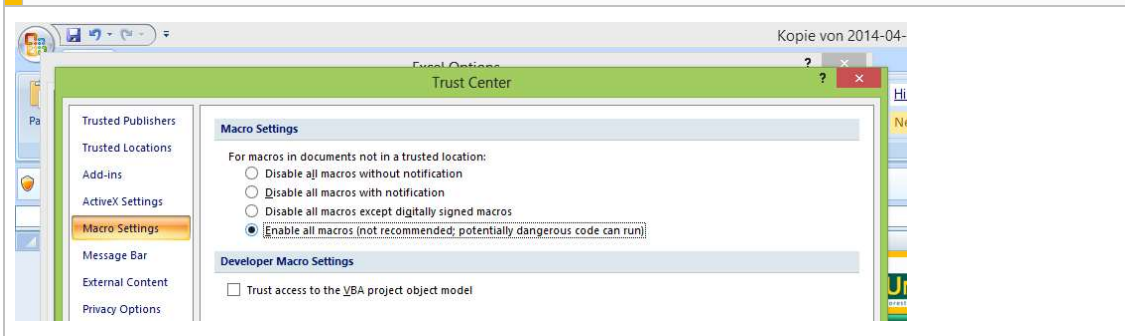 Kopie von 2014-04-
Excel Options
? ×
Trust Center
? ×
Pa
Hi
Ne
Trusted Publishers
Trusted Locations
Add-ins
ActiveX Settings
Macro Settings
Message Bar
External Content
Privacy Options
Macro Settings
For macros in documents not in a trusted location:
Disable all macros without notification
Disable all macros with notification
Disable all macros except digitally signed macros
Enable all macros (not recommended; potentially dangerous code can run)
Developer Macro Settings
Trust access to the VBA project object model